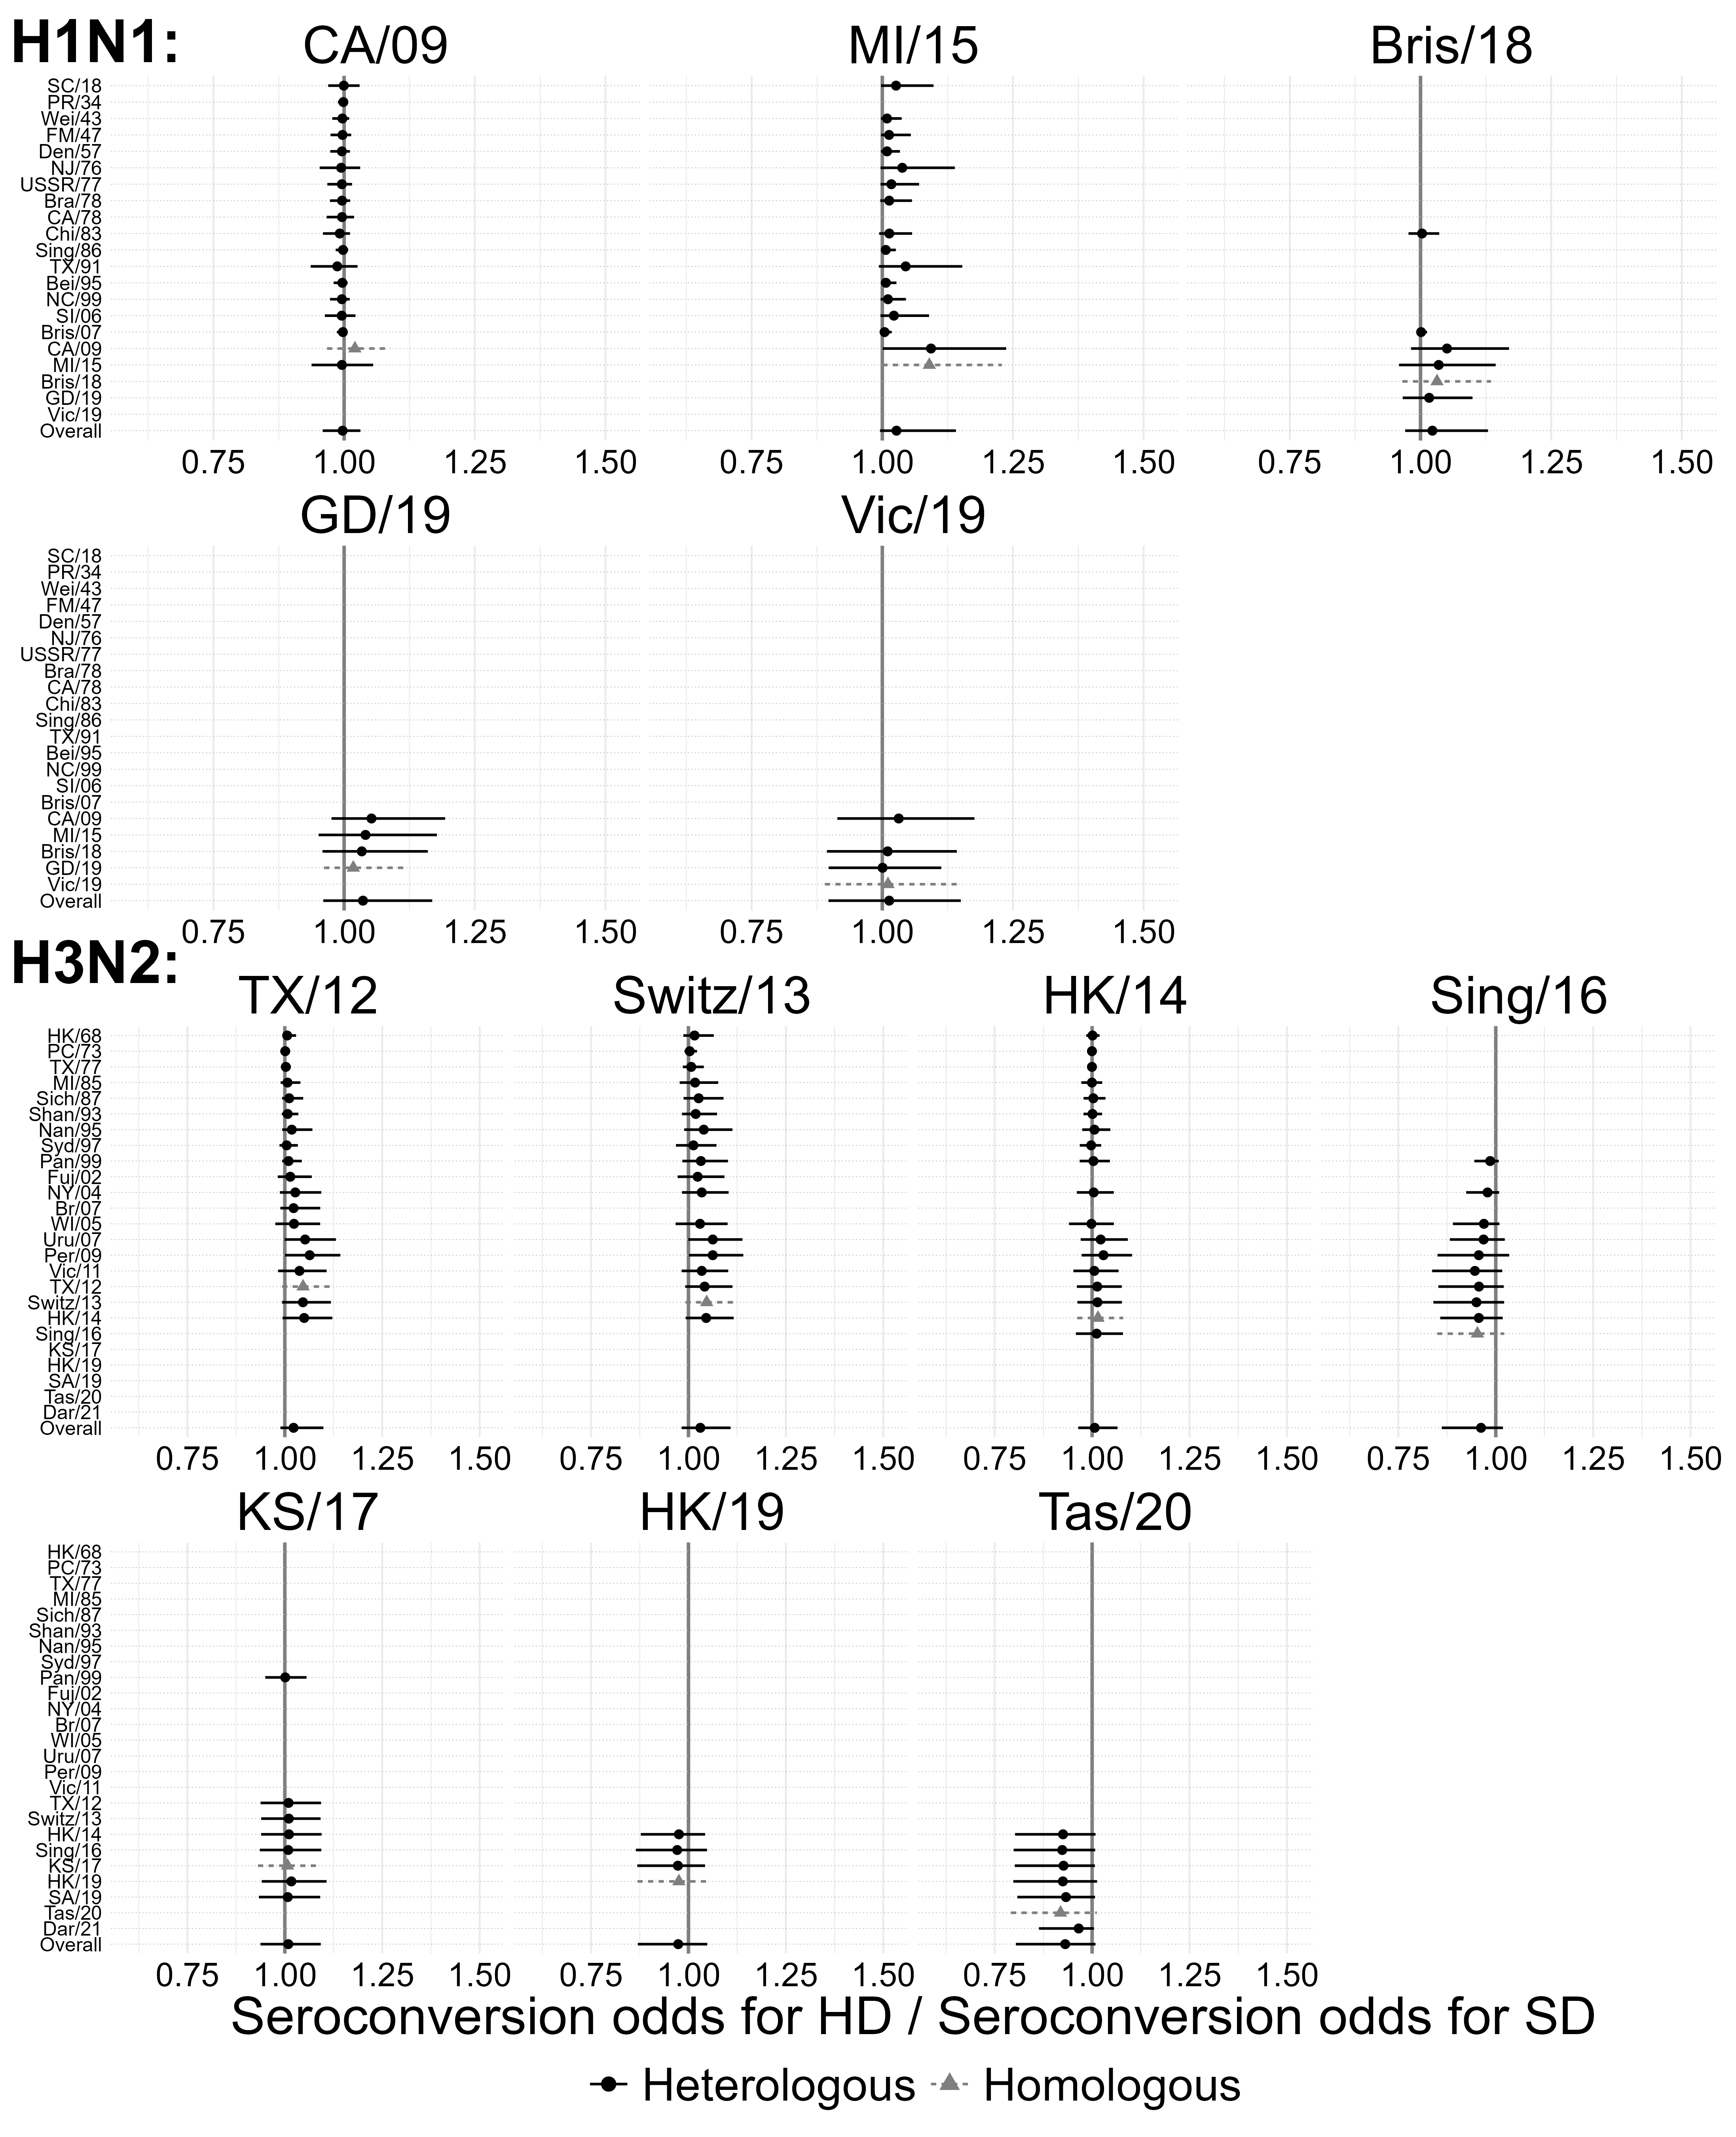 H1N1: CA/09 MI/15 Bris/18
SC/18
PR/34
Wei/43
FM/47
Den/57
NJ/76
USSR/77
Bra/78
CA/78
Chi/83
Sing/86
TX/91
Bei/95
NC/99
SI/06
Bris/07
CA/09
MI/15
Bris/18
GD/19
Vic/19
Overall
0.75 1.00 1.25 1.50 0.75 1.00 1.25 1.50 0.75 1.00 1.25 1.50
GD/19 Vic/19
SC/18
PR/34
Wei/43
FM/47
Den/57
NJ/76
USSR/77
Bra/78
CA/78
Chi/83
Sing/86
TX/91
Bei/95
NC/99
SI/06
Bris/07
CA/09
MI/15
Bris/18
GD/19
Vic/19
Overall
0.75 1.00 1.25 1.50 0.75 1.00 1.25 1.50
H3N2:
TX/12 Switz/13 HK/14 Sing/16
HK/68
PC/73
TX/77
MI/85
Sich/87
Shan/93
Nan/95
Syd/97
Pan/99
Fuj/02
NY/04
Br/07
WI/05
Uru/07
Per/09
Vic/11
TX/12
Switz/13
HK/14
Sing/16
KS/17
HK/19
SA/19
Tas/20
Dar/21
Overall
0.75 1.00 1.25 1.50 0.75 1.00 1.25 1.50 0.75 1.00 1.25 1.50 0.75 1.00 1.25 1.50
KS/17 HK/19 Tas/20
HK/68
PC/73
TX/77
MI/85
Sich/87
Shan/93
Nan/95
Syd/97
Pan/99
Fuj/02
NY/04
Br/07
WI/05
Uru/07
Per/09
Vic/11
TX/12
Switz/13
HK/14
Sing/16
KS/17
HK/19
SA/19
Tas/20
Dar/21
Overall
0.75 1.00 1.25 1.50 0.75 1.00 1.25 1.50 0.75 1.00 1.25 1.50
Seroconversion odds for HD / Seroconversion odds for SD
Heterologous Homologous